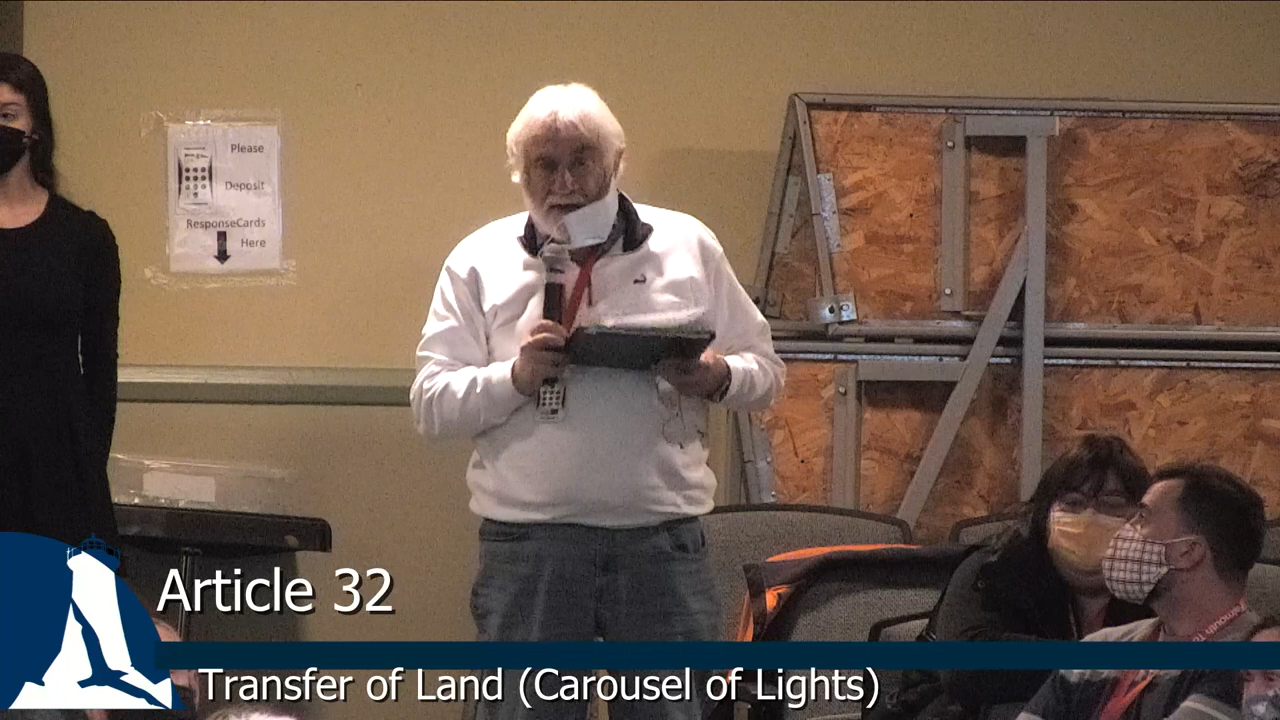 Please
Deposit
ResponseCards
Here
Article 32
Transfer of Land (Carousel of Lights)